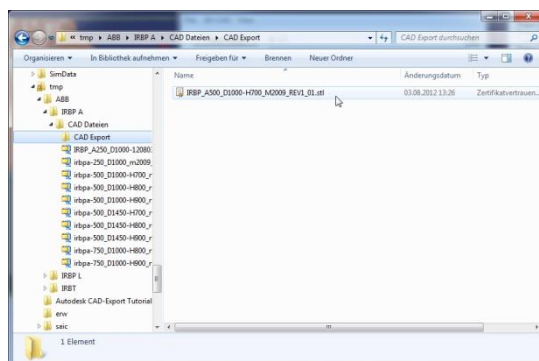 « tmp ▸ ABB ▸ IRBP A ▸ CAD Dateien ▸ CAD Export
CAD Export durchsuchen
Organisieren ▾ In Bibliothek aufnehmen ▾ Freigeben für ▾ Brennen Neuer Ordner
SimData
tmp
ABB
IRBP A
CAD Dateien
CAD Export
IRBP_A250_D1000-12080
irbpa-250_D1000_m2009_
irbpa-500_D1000-H700_r
irbpa-500_D1000-H800_r
irbpa-500_D1000-H900_r
irbpa-500_D1450-H700_r
irbpa-500_D1450-H800_r
irbpa-500_D1450-H900_r
irbpa-750_D1000-H800_r
irbpa-750_D1000-H900_r
IRBP L
IRBT
Autodesk CAD-Export Tutorial
erw
saic
Name Änderungsdatum Typ
IRBP_A500_D1000-H700_M2009_REV1_01.stl 03.08.2012 13:26 Zertifikatvertrauen...
1 Element